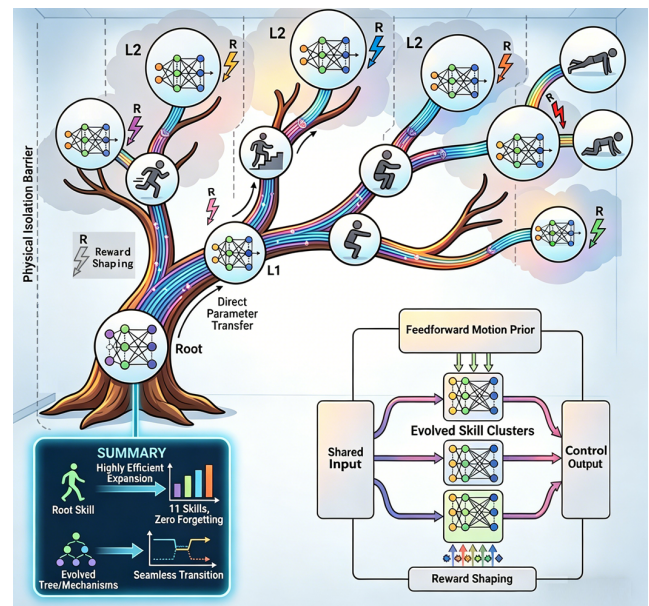 L2
R
L2
R
L2
R
R
R
R
R
Physical Isolation Barrier
R
Reward
Shaping
L1
Direct
Parameter
Transfer
Root
SUMMARY
Highly Efficient
Expansion
Root Skill
11 Skills,
Zero Forgetting
Evolved
Tree/Mechanisms
Seamless Transition
Feedforward Motion Prior
Shared
Input
Evolved Skill Clusters
Control
Output
Reward Shaping